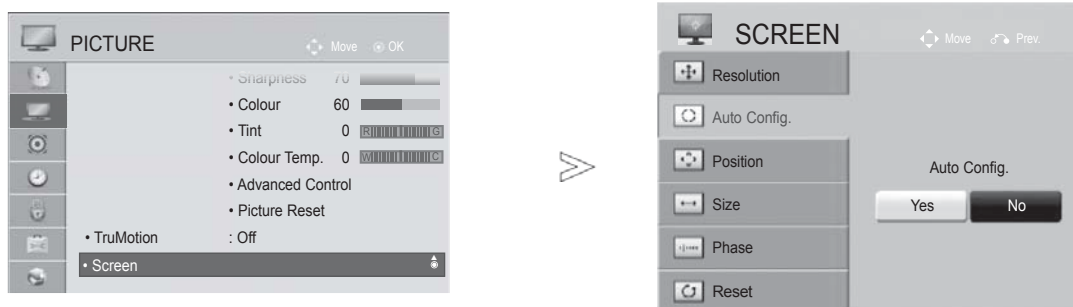 PICTURE
Move OK
• Sharpness 70
• Colour 60
• Tint 0 R G
• Colour Temp. 0 W C
• Advanced Control
• Picture Reset
• TruMotion : Off
• Screen
SCREEN
Move Prev.
Resolution
Auto Config.
Position
Size
Phase
Reset
Auto Config.
Yes No